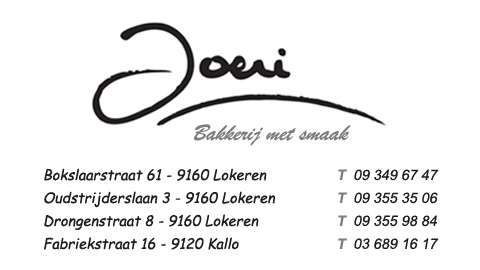 Joeri
Bakkerij met smaak
Bokslaarstraat 61 - 9160 Lokeren T 09 349 67 47
Oudstrijderslaan 3 - 9160 Lokeren T 09 355 35 06
Drongenstraat 8 - 9160 Lokeren T 09 355 98 84
Fabriekstraat 16 - 9120 Kallo T 03 689 16 17